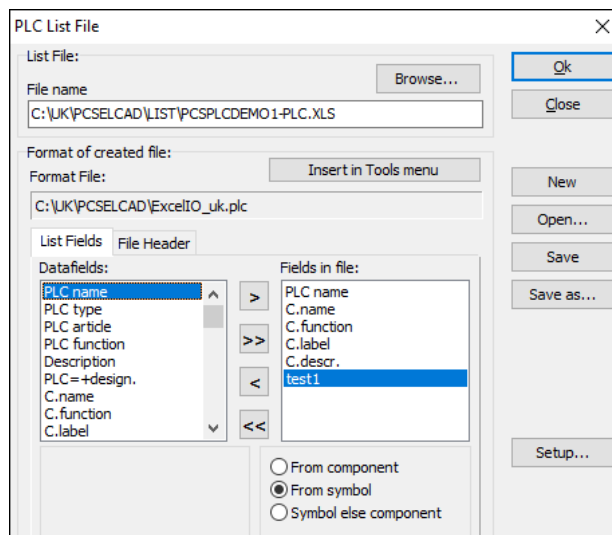 PLC List File
List File:
Browse...
File name
C:\UK\PCSELCAD\LIST\PCSPLCDEMO1-PLC.XLS
Ok
Close
Format of created file:
Format File:
Insert in Tools menu
C:\UK\PCSELCAD\ExcelIO_uk.plc
New
Open...
Save
Save as...
List Fields File Header
Datafields:
PLC name
PLC type
PLC article
PLC function
Description
PLC=+design.
C.name
C.function
C.label
>
>>
<
<<
Fields in file:
PLC name
C.name
C.function
C.label
C.descr.
test1
Setup...
From component
From symbol
Symbol else component